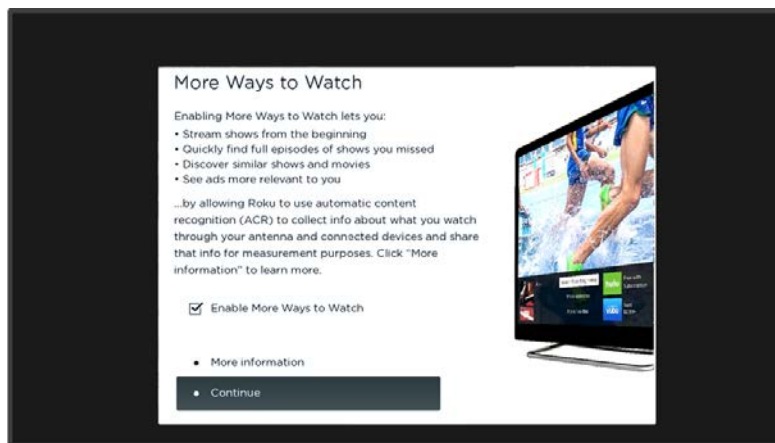 More Ways to Watch
Enabling More Ways to Watch lets you:
• Stream shows from the beginning
• Quickly find full episodes of shows you missed
• Discover similar shows and movies
• See ads more relevant to you
...by allowing Roku to use automatic content
recognition (ACR) to collect info about what you watch
through your antenna and connected devices and share
that info for measurement purposes. Click "More
information" to learn more.
Enable More Ways to Watch
• More information
• Continue
hulu
vudu